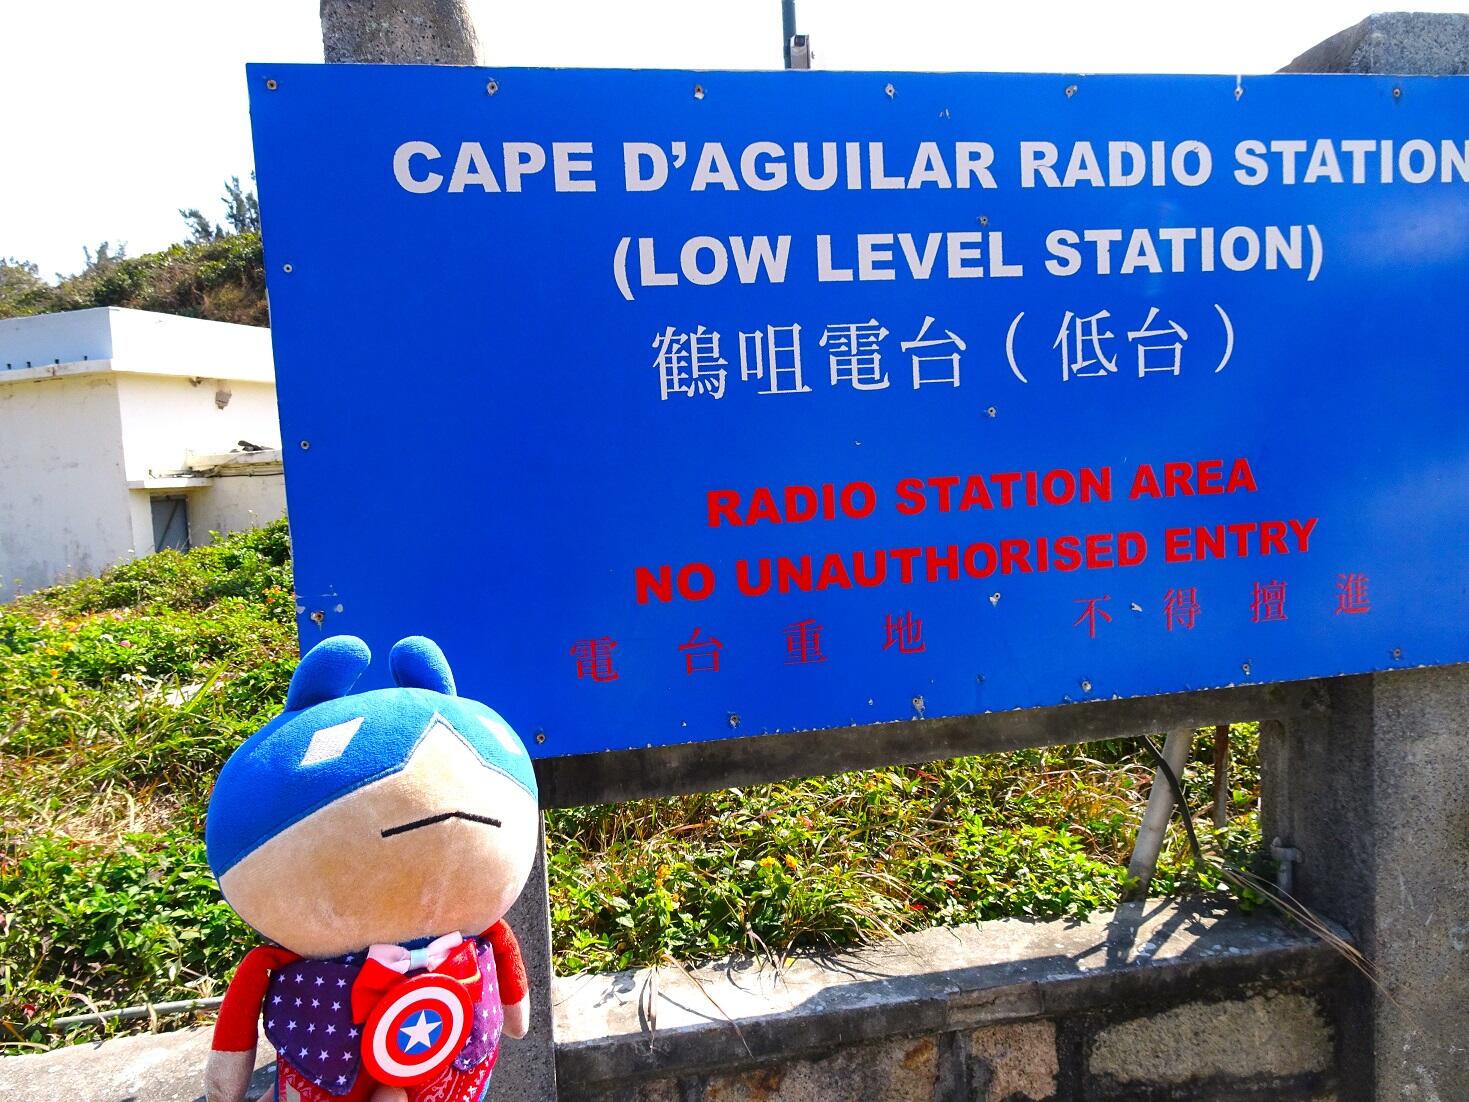 CAPE D'AGUILAR RADIO STATION
(LOW LEVEL STATION)
鶴咀電台（低台）
RADIO STATION AREA
NO UNAUTHORISED ENTRY
電台重地 不得擅進